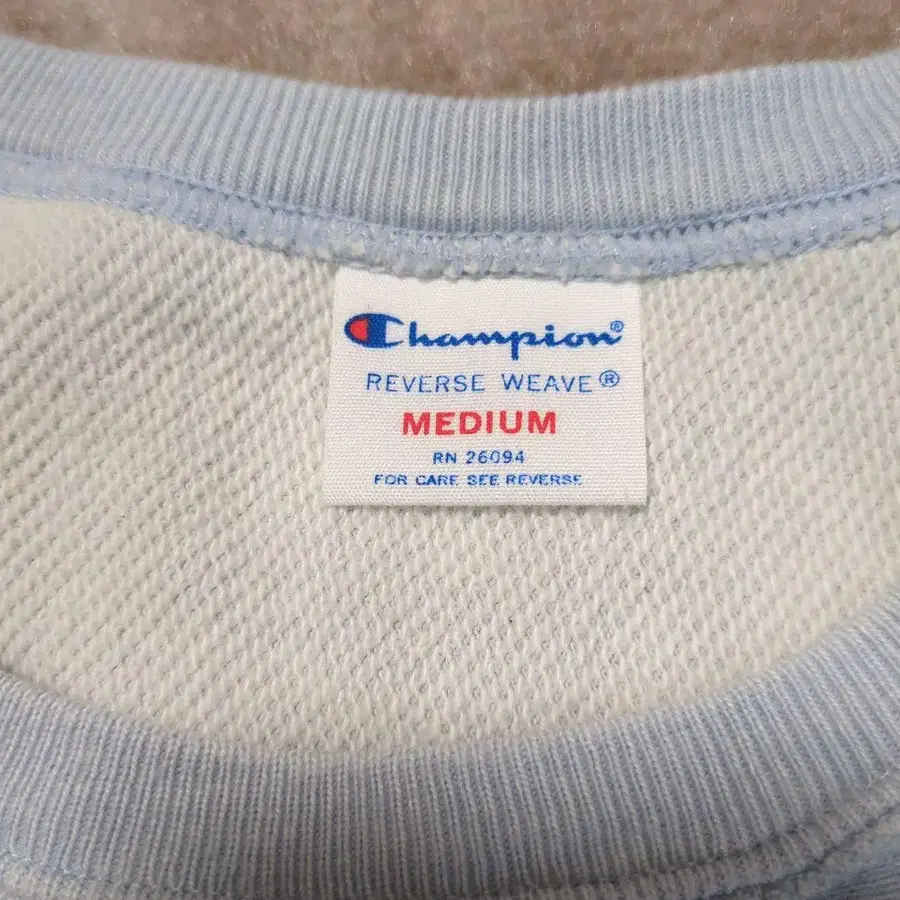 Champion®
REVERSE WEAVE®
MEDIUM
RN 26094
FOR CARE SEE REVERSE